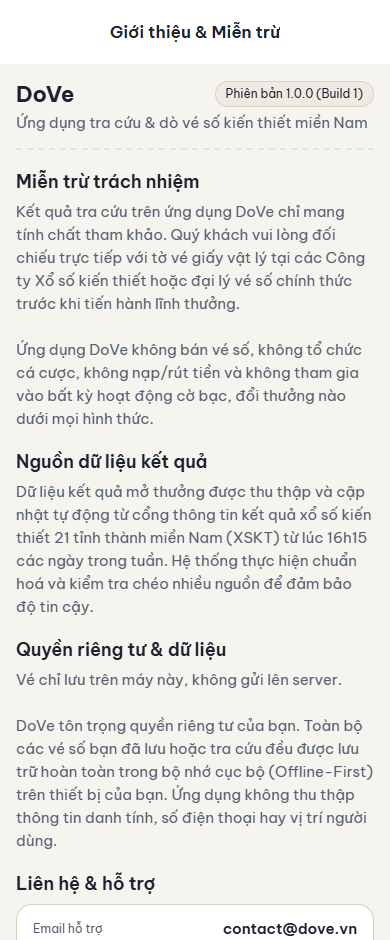 Giới thiệu & Miễn trừ
DoVe
Phiên bản 1.0.0 (Build 1)
Ứng dụng tra cứu & dò vé số kiến thiết miền Nam
Miễn trừ trách nhiệm
Kết quả tra cứu trên ứng dụng DoVe chỉ mang
tính chất tham khảo. Quý khách vui lòng đối
chiếu trực tiếp với tờ vé giấy vật lý tại các Công
ty Xổ số kiến thiết hoặc đại lý vé số chính thức
trước khi tiến hành lĩnh thưởng.
Ứng dụng DoVe không bán vé số, không tổ chức
cá cược, không nạp/rút tiền và không tham gia
vào bất kỳ hoạt động cờ bạc, đổi thưởng nào
dưới mọi hình thức.
Nguồn dữ liệu kết quả
Dữ liệu kết quả mở thưởng được thu thập và cập
nhật tự động từ cổng thông tin kết quả xổ số kiến
thiết 21 tỉnh thành miền Nam (XSKT) từ lúc 16h15
các ngày trong tuần. Hệ thống thực hiện chuẩn
hoá và kiểm tra chéo nhiều nguồn để đảm bảo
độ tin cậy.
Quyền riêng tư & dữ liệu
Vé chỉ lưu trên máy này, không gửi lên server.
DoVe tôn trọng quyền riêng tư của bạn. Toàn bộ
các vé số bạn đã lưu hoặc tra cứu đều được lưu
trữ hoàn toàn trong bộ nhớ cục bộ (Offline-First)
trên thiết bị của bạn. Ứng dụng không thu thập
thông tin danh tính, số điện thoại hay vị trí người
dùng.
Liên hệ & hỗ trợ
Email hỗ trợ
contact@dove.vn